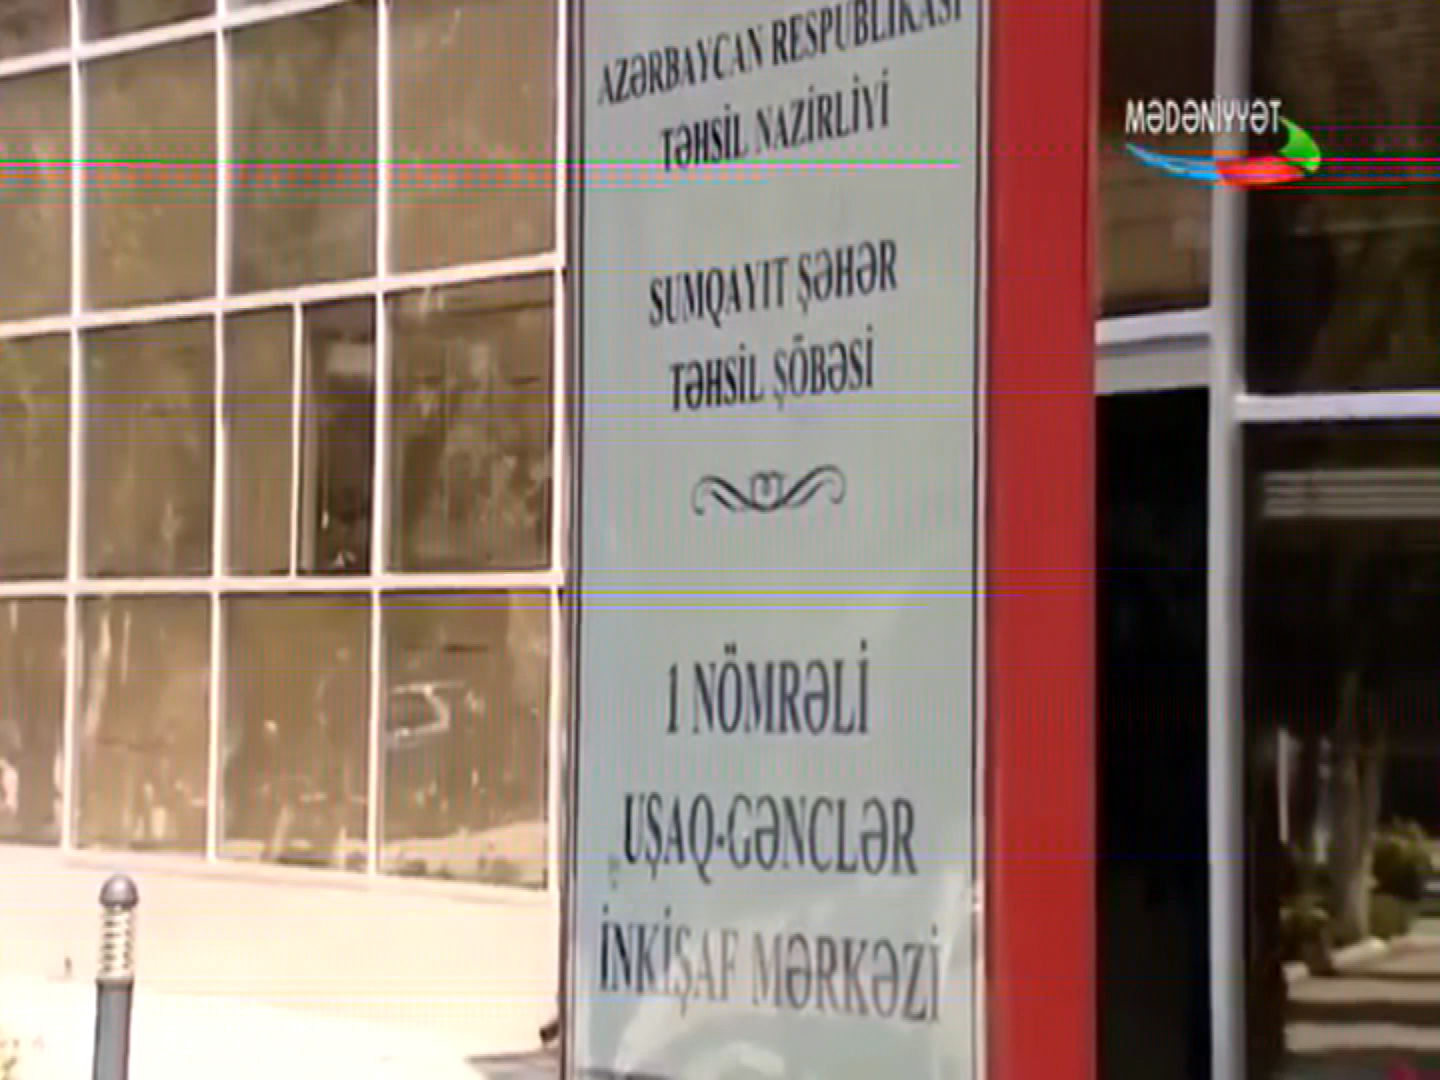 AZƏRBAYCAN RESPUBLİKASI
TƏHSİL NAZİRLİYİ
MƏDƏNİYYƏT
SUMQAYIT ŞƏHƏR
TƏHSİL ŞÖBƏSİ
1 NÖMRƏLİ
UŞAQ-GƏNCLƏR
İNKİŞAF MƏRKƏZİ